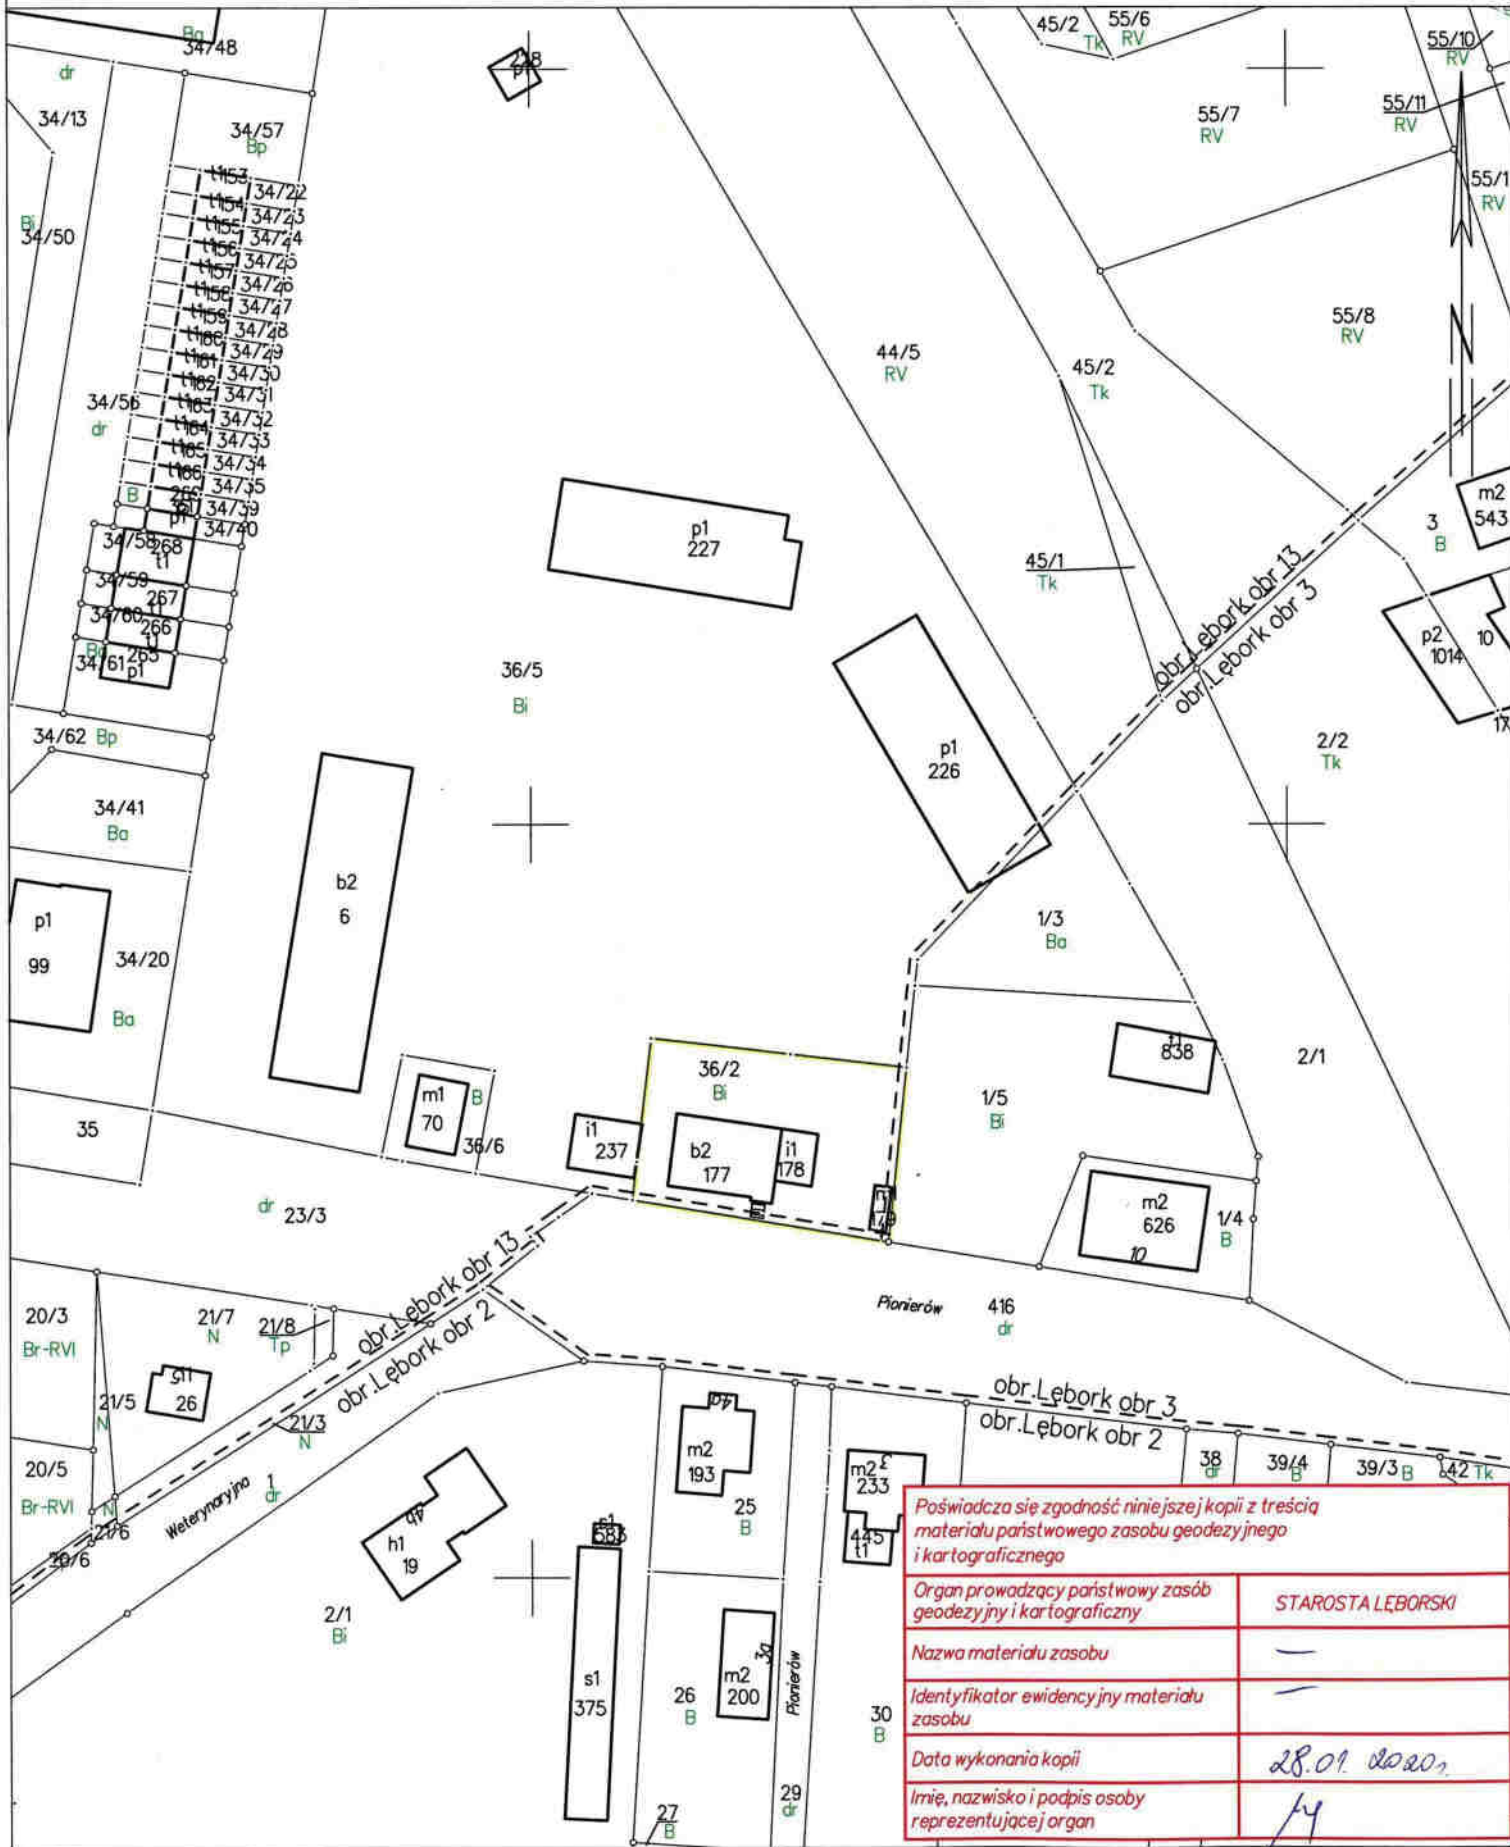 Ba
34/48
dr
34/13
34/57
Bp
Bi
34/50
34/22
34/23
34/24
34/25
34/26
34/27
34/28
34/29
34/30
34/31
34/32
34/33
34/34
34/35
34/39
34/40
34/56
dr
B
p1
34/58
268
t1
34/59
267
34/60
266
34/61
265
p1
34/62 Bp
34/41
Ba
p1
99
34/20
Ba
45/2
Tk
55/6
RV
55/10
RV
55/7
RV
55/11
RV
55/1
RV
55/8
RV
N
44/5
RV
45/2
Tk
p1
227
45/1
Tk
m2
543
3
B
obr.Lębork obr 13
obr.Lębork obr 3
p2
1014
10
36/5
Bi
p1
226
2/2
Tk
b2
6
1/3
Ba
m1
70
B
36/6
36/2
Bi
i1
237
b2
177
i1
178
1/5
Bi
838
2/1
m2
626
10
1/4
B
35
dr 23/3
Pionierów
416
dr
20/3
Br-RVI
21/7
N
21/8
Tp
obr.Lębork obr 13
obr.Lębork obr 2
26
21/5
N
21/3
N
20/5
Br-RVI
N
21/6
20/6
Weterynaryjna
1
dr
h1
19
4b
2/1
Bi
683
s1
375
4a
m2
193
25
B
m2
200
3a
26
B
27
B
Pionierów
29
dr
30
B
m2
3
233
445
t1
obr.Lębork obr 3
obr.Lębork obr 2
38
dr
39/4
B
39/3 B
42 Tk
Poświadcza się zgodność niniejszej kopii z treścią
materiału państwowego zasobu geodezyjnego
i kartograficznego
Organ prowadzący państwowy zasób
geodezyjny i kartograficzny
STAROSTA LĘBORSKI
Nazwa materiału zasobu
—
Identyfikator ewidencyjny materiału
zasobu
—
Data wykonania kopii
28.01.2020r.
Imię, nazwisko i podpis osoby
reprezentującej organ